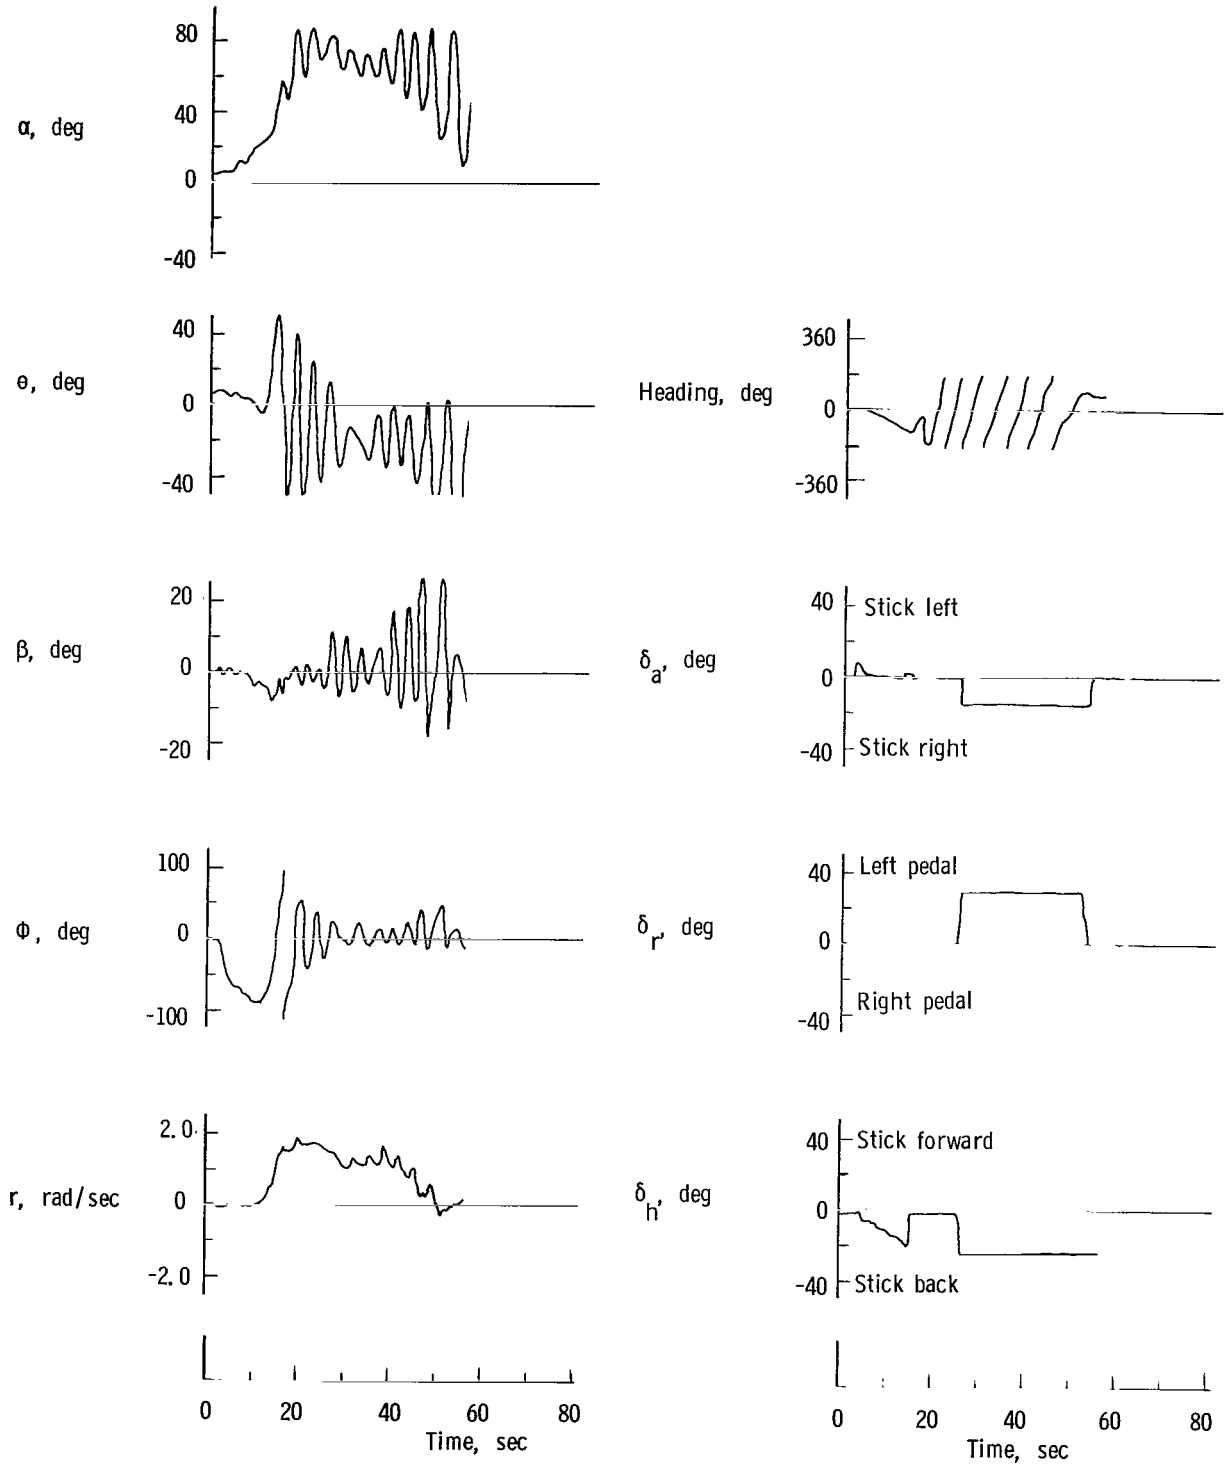 80
40
α, deg
0
-40
40
θ, deg
0
-40
360
Heading, deg
0
-360
20
β, deg
0
-20
40
Stick left
δa, deg
0
-40
Stick right
100
Φ, deg
0
-100
40
Left pedal
δr, deg
0
Right pedal
-40
2.0
r, rad/sec
0
-2.0
40
Stick forward
δh, deg
0
-40
Stick back
0 20 40 60 80
Time, sec
0 20 40 60 80
Time, sec